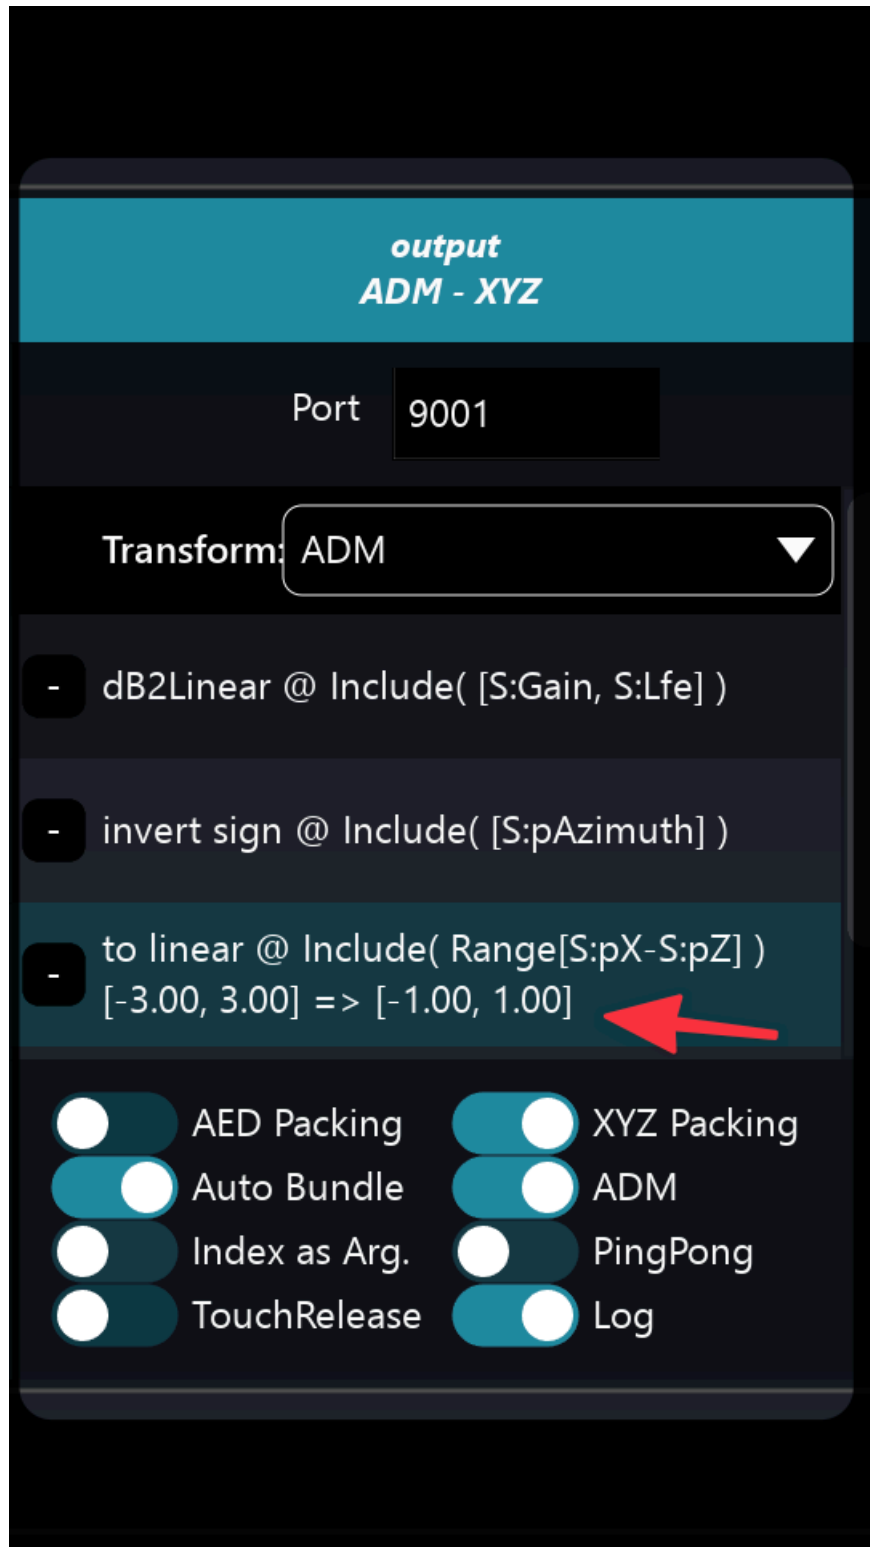 output
ADM - XYZ
Port 9001
Transform: ADM
- dB2Linear @ Include( [S:Gain, S:Lfe] )
- invert sign @ Include( [S:pAzimuth] )
- to linear @ Include( Range[S:pX-S:pZ] )
[-3.00, 3.00] => [-1.00, 1.00]
AED Packing XYZ Packing
Auto Bundle ADM
Index as Arg. PingPong
TouchRelease Log